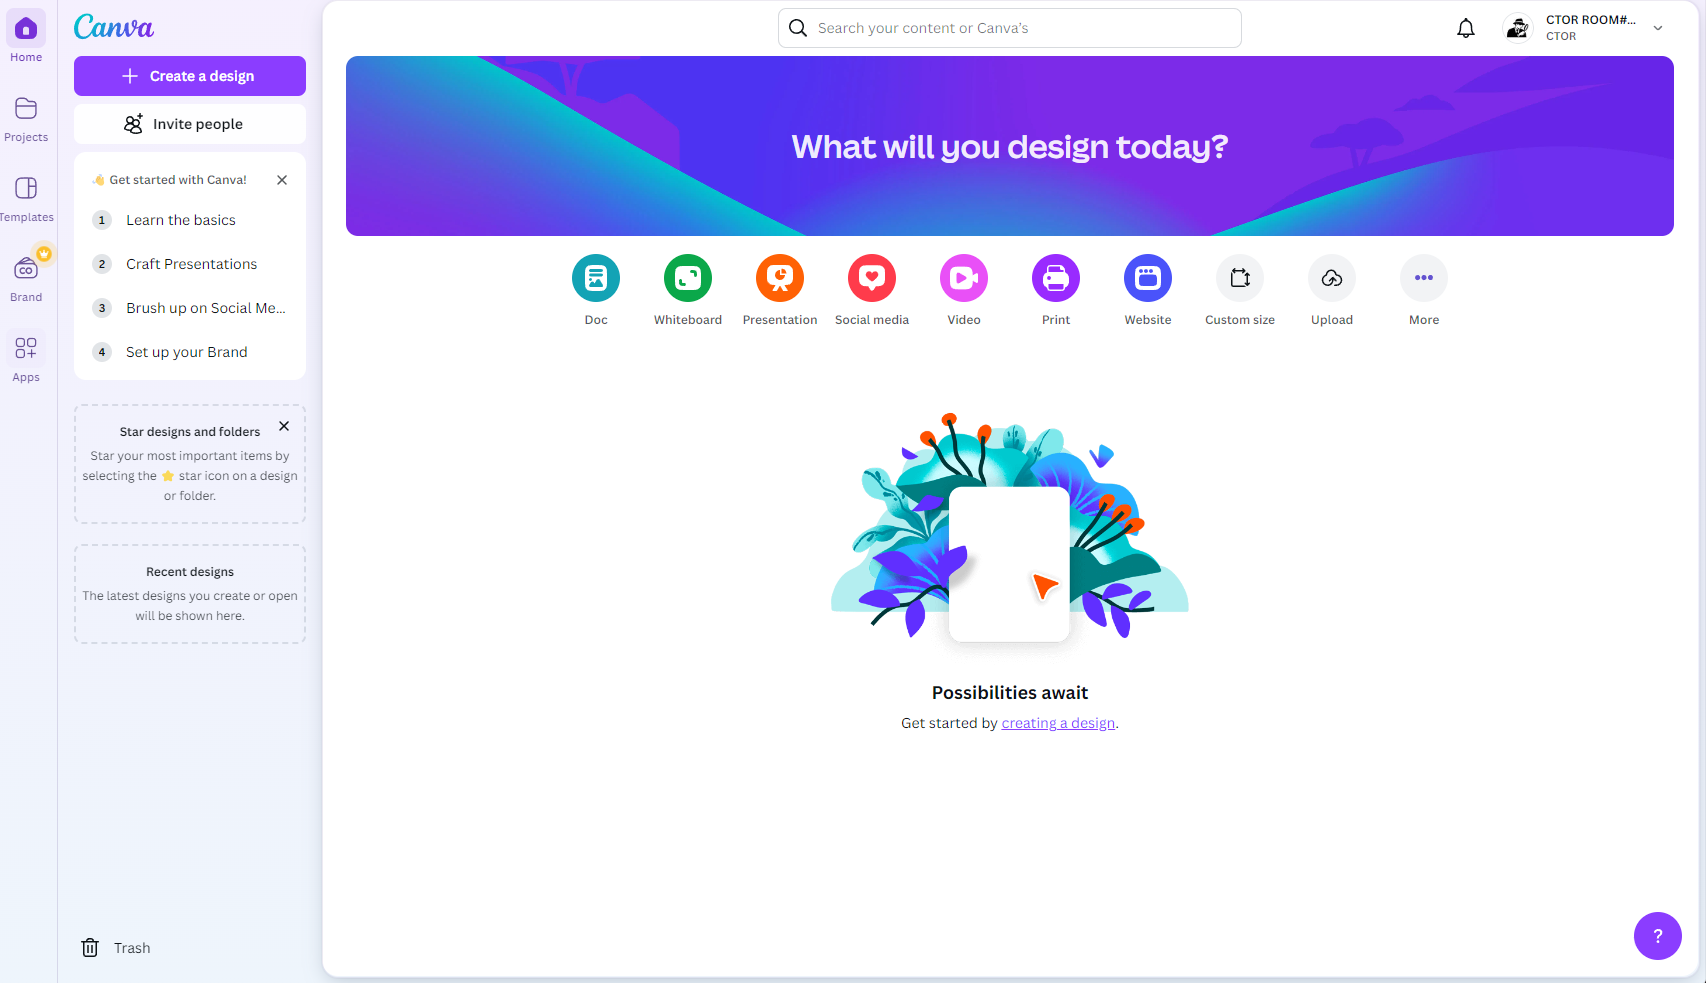 Home
Projects
Templates
Brand
Apps
Canva
Create a design
Invite people
Get started with Canva!
1 Learn the basics
2 Craft Presentations
3 Brush up on Social Me...
4 Set up your Brand
Star designs and folders
Star your most important items by
selecting the ⭐ star icon on a design
or folder.
Recent designs
The latest designs you create or open
will be shown here.
Trash
Search your content or Canva's
CTOR ROOM#...
CTOR
What will you design today?
Doc
Whiteboard
Presentation
Social media
Video
Print
Website
Custom size
Upload
More
Possibilities await
Get started by creating a design.
?